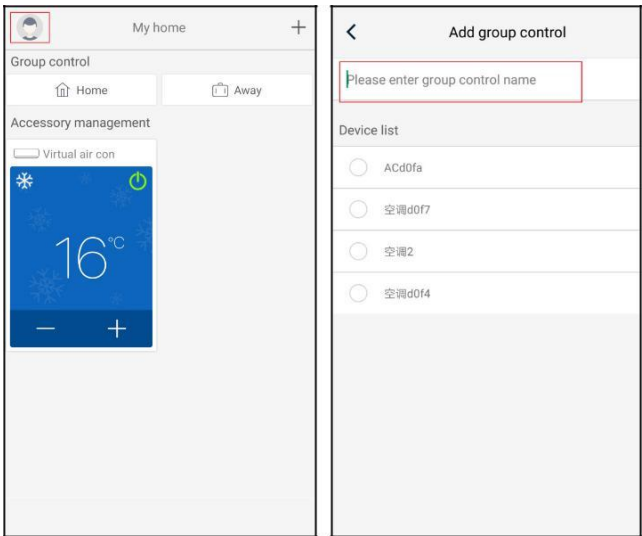 My home
Group control
Home
Away
Accessory management
Virtual air con
16°C
Add group control
Please enter group control name
Device list
ACd0fa
空调d0f7
空调2
空调d0f4